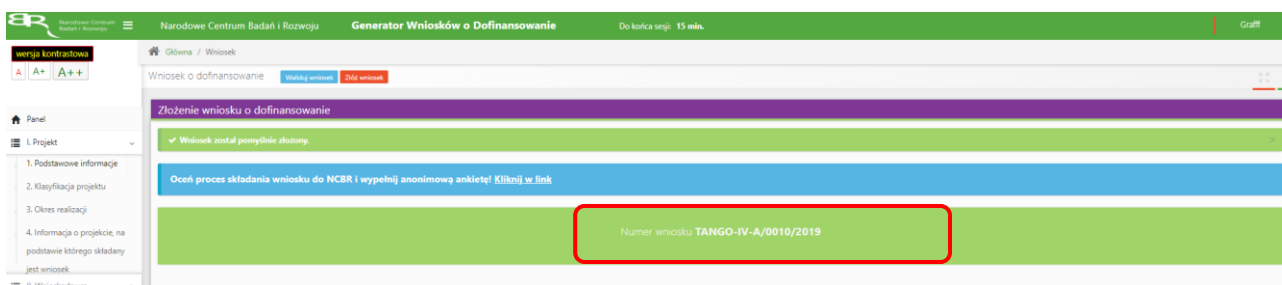 Narodowe Centrum
Badań i Rozwoju
Narodowe Centrum Badań i Rozwoju
Generator Wniosków o Dofinansowanie
Do końca sesji: 15 min.
Grafff
wersja kontrastowa
A A+ A++
Główna / Wniosek
Wniosek o dofinansowanie
Waliduj wniosek
Złóż wniosek
Panel
I. Projekt
1. Podstawowe informacje
2. Klasyfikacja projektu
3. Okres realizacji
4. Informacja o projekcie, na
podstawie którego składany
jest wniosek
Złożenie wniosku o dofinansowanie
Wniosek został pomyślnie złożony.
Oceń proces składania wniosku do NCBR i wypełnij anonimową ankietę! Kliknij w link
Numer wniosku TANGO-IV-A/0010/2019